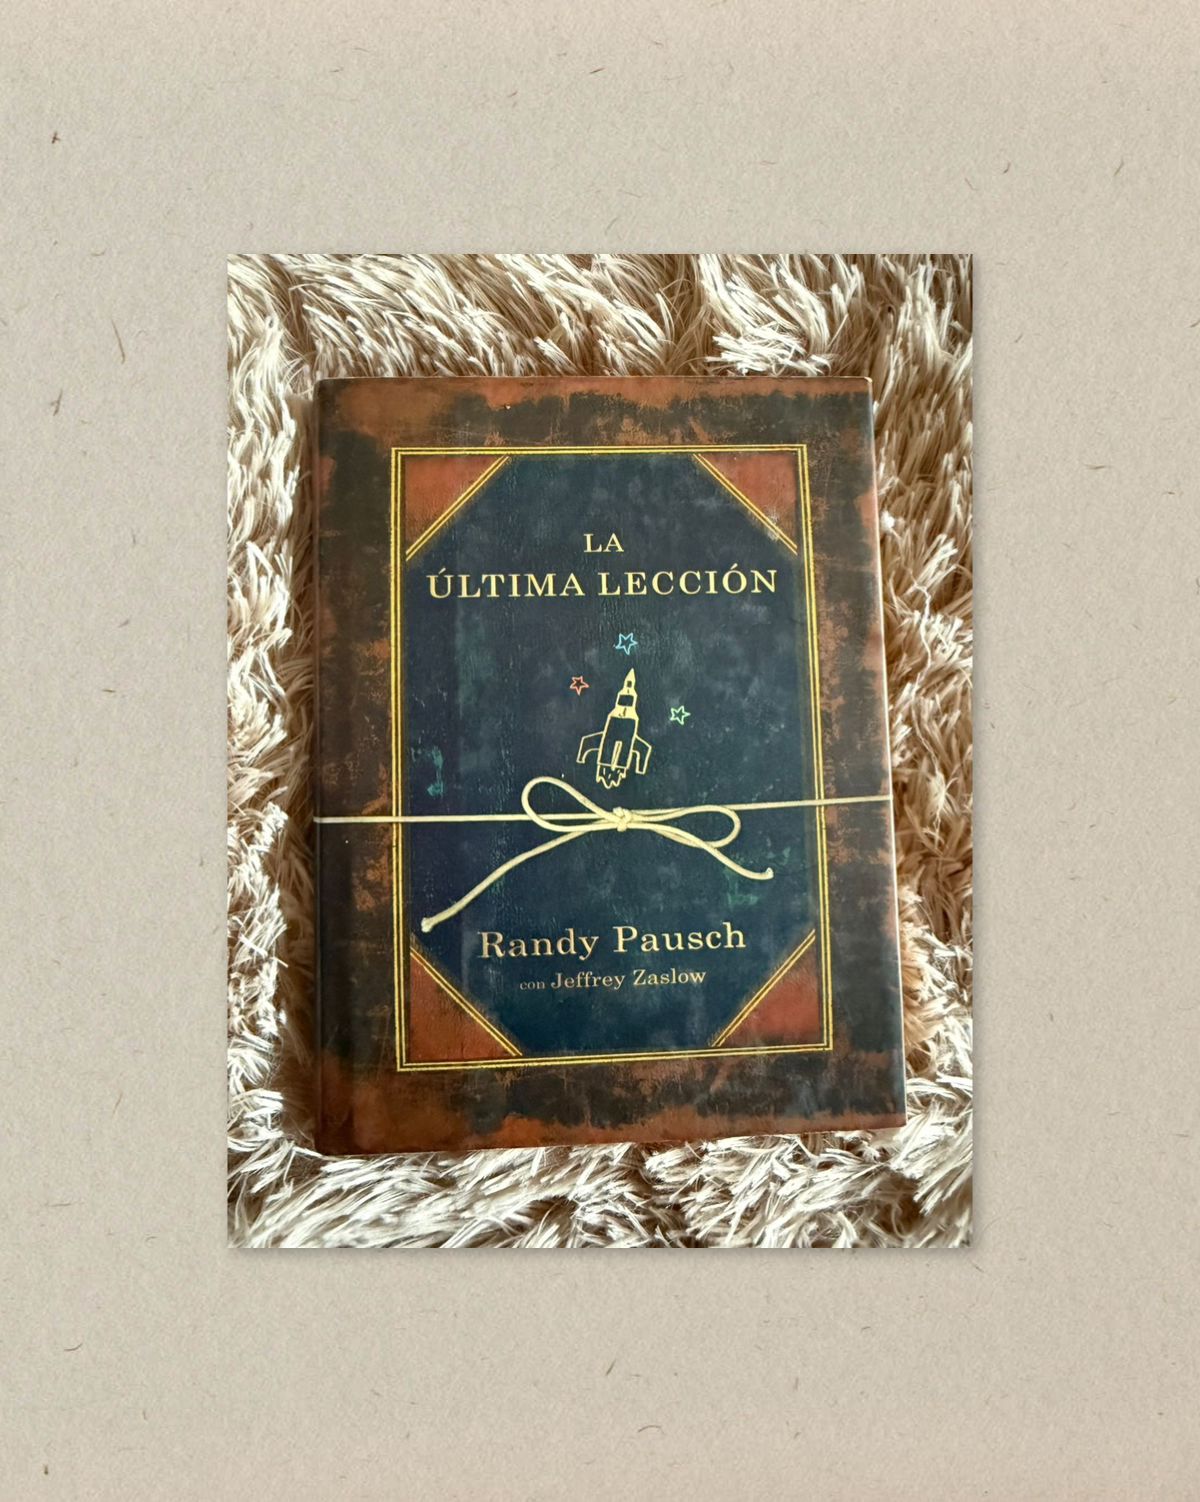 LA
ÚLTIMA LECCIÓN
Randy Pausch
con Jeffrey Zaslow